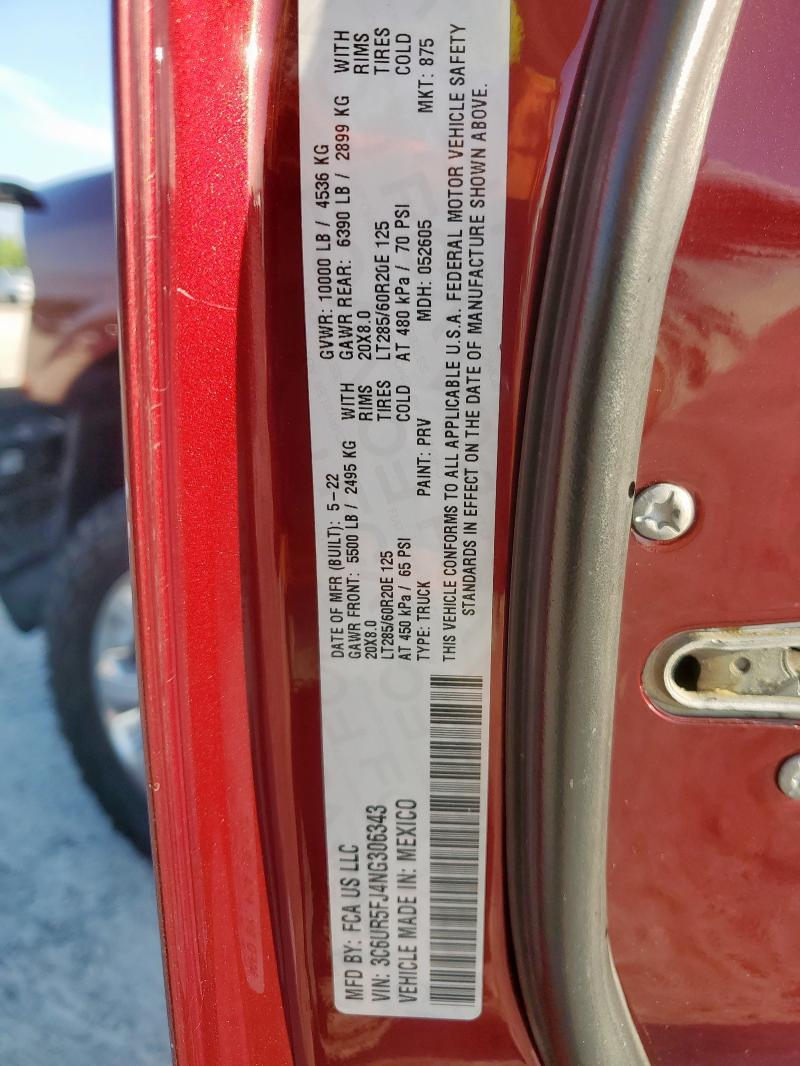 MFD BY: FCA US LLC
VIN: 3C6UR5FJ4NG306343
VEHICLE MADE IN: MEXICO
DATE OF MFR (BUILT): 5-22
GAWR FRONT: 5500 LB / 2495 KG WITH
20X8.0 RIMS
LT285/60R20E 125 TIRES
AT 450 kPa / 65 PSI COLD
GVWR: 10000 LB / 4536 KG
GAWR REAR: 6390 LB / 2899 KG WITH
20X8.0 RIMS
LT285/60R20E 125 TIRES
AT 480 kPa / 70 PSI COLD
TYPE: TRUCK PAINT: PRV MDH: 052605 MKT: 875
THIS VEHICLE CONFORMS TO ALL APPLICABLE U.S.A. FEDERAL MOTOR VEHICLE SAFETY
STANDARDS IN EFFECT ON THE DATE OF MANUFACTURE SHOWN ABOVE.